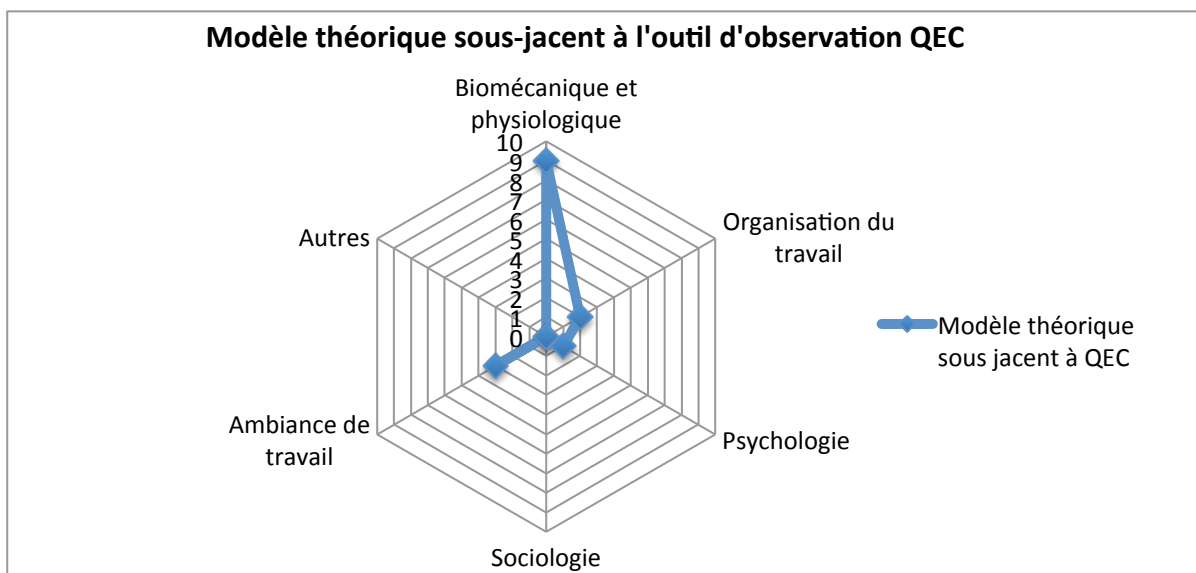 Modèle théorique sous-jacent à l'outil d'observation QEC
Biomécanique et
physiologique
10
9
8
7
6
5
4
3
2
1
0
Organisation du
travail
Psychologie
Sociologie
Ambiance de
travail
Autres
Modèle théorique
sous jacent à QEC